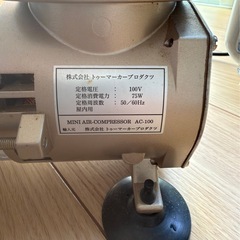 株式会社 トゥーマーカープロダクツ
定格電圧 : 100V
定格消費電力 : 75W
定格周波数 : 50/60Hz
屋内用
MINI AIR-COMPRESSOR AC-100
輸入元 株式会社 トゥーマーカープロダクツ